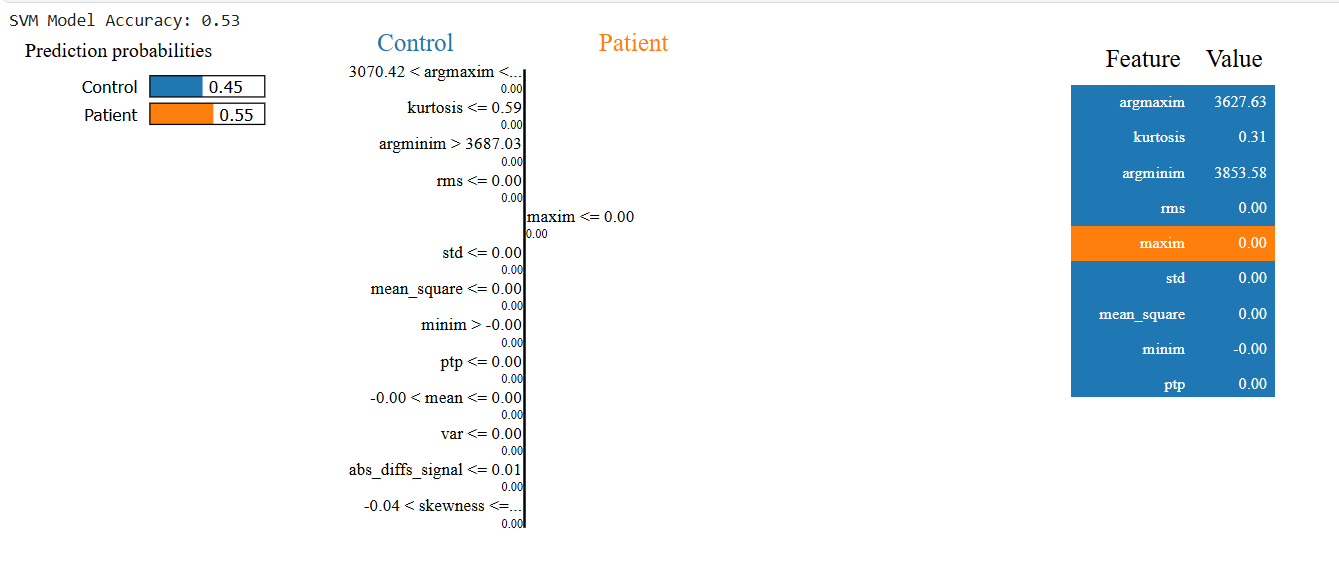 SVM Model Accuracy: 0.53
Prediction probabilities
Control 0.45
Patient 0.55
Control Patient
3070.42 < argmaxim <...
0.00
kurtosis <= 0.59
0.00
argminim > 3687.03
0.00
rms <= 0.00
0.00
maxim <= 0.00
0.00
std <= 0.00
0.00
mean_square <= 0.00
0.00
minim > -0.00
0.00
ptp <= 0.00
0.00
-0.00 < mean <= 0.00
0.00
var <= 0.00
0.00
abs_diffs_signal <= 0.01
0.00
-0.04 < skewness <=...
0.00
Feature Value
argmaxim 3627.63
kurtosis 0.31
argminim 3853.58
rms 0.00
maxim 0.00
std 0.00
mean_square 0.00
minim -0.00
ptp 0.00